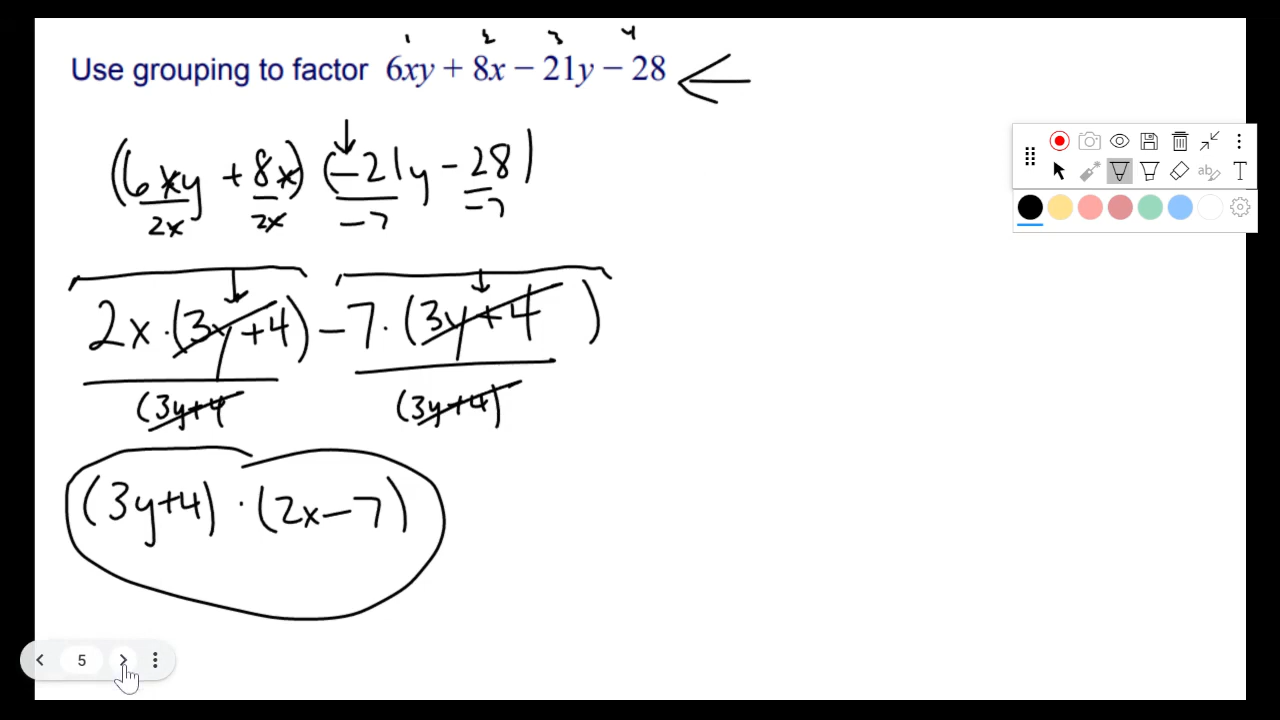 1 2 3 4
Use grouping to factor 6xy + 8x − 21y − 28
(6xy + 8x) (−21y − 28)
2x 2x −7 −7
2x · (3y + 4) − 7 · (3y + 4 )
(3y+4 (3y+4)
(3y+4) · (2x − 7)
5
ab
T